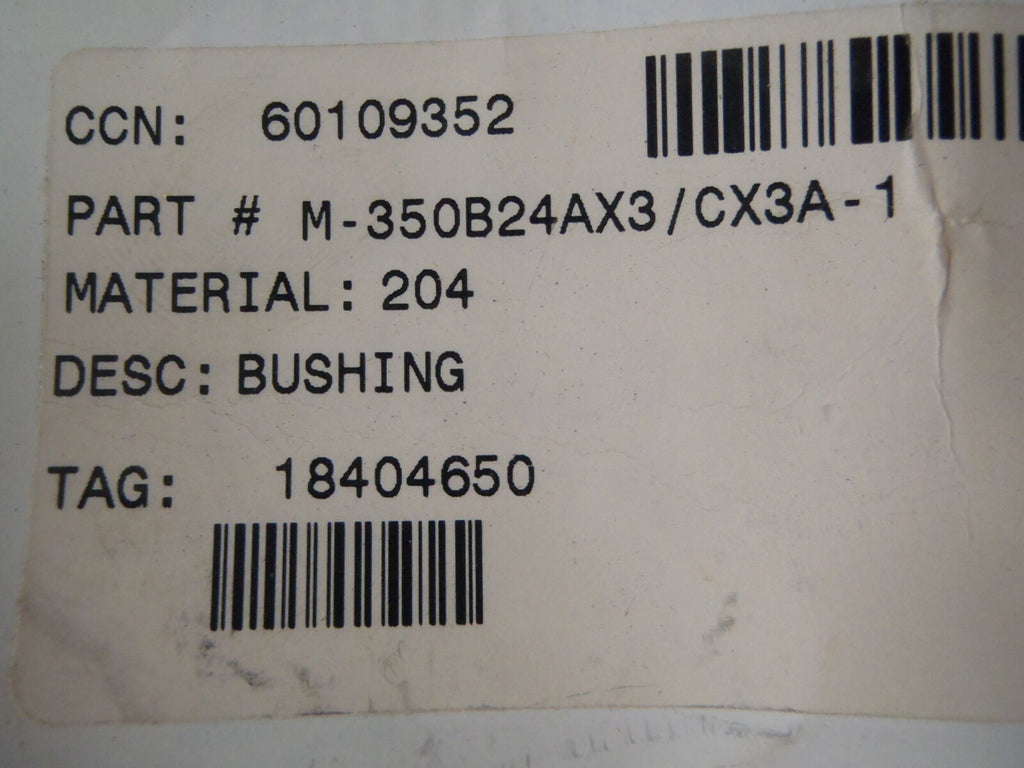 CCN: 60109352
PART # M-350B24AX3/CX3A-1
MATERIAL: 204
DESC: BUSHING
TAG: 18404650